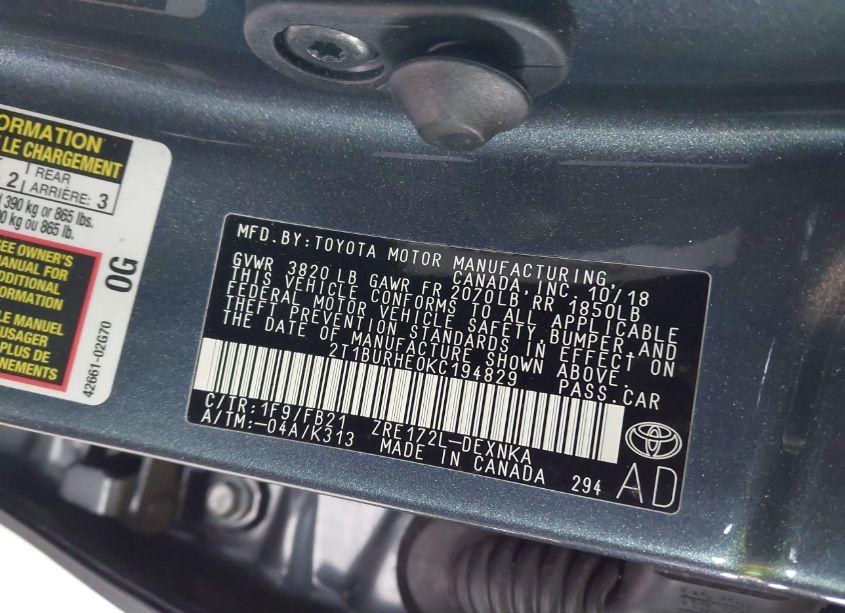 ORMATION
LE CHARGEMENT
2 REAR
ARRIÈRE: 3
390 kg or 865 lbs.
kg ou 865 lb.
EE OWNER'S
MANUAL FOR
ADDITIONAL
FORMATION
LE MANUEL
USAGER
PLUS DE
NEMENTS
0G
42661-02G70
MFD.BY:TOYOTA MOTOR MANUFACTURING,
CANADA, INC. 10/18
GVWR 3820LB GAWR FR 2020LB RR 1850LB
THIS VEHICLE CONFORMS TO ALL APPLICABLE
FEDERAL MOTOR VEHICLE SAFETY, BUMPER, AND
THEFT PREVENTION STANDARDS IN EFFECT ON
THE DATE OF MANUFACTURE SHOWN ABOVE.
2T1BURHE0KC194829 PASS.CAR
C/TR:1F9/FB21 ZRE172L-DEXNKA
A/TM:-04A/K313 MADE IN CANADA 294
AD